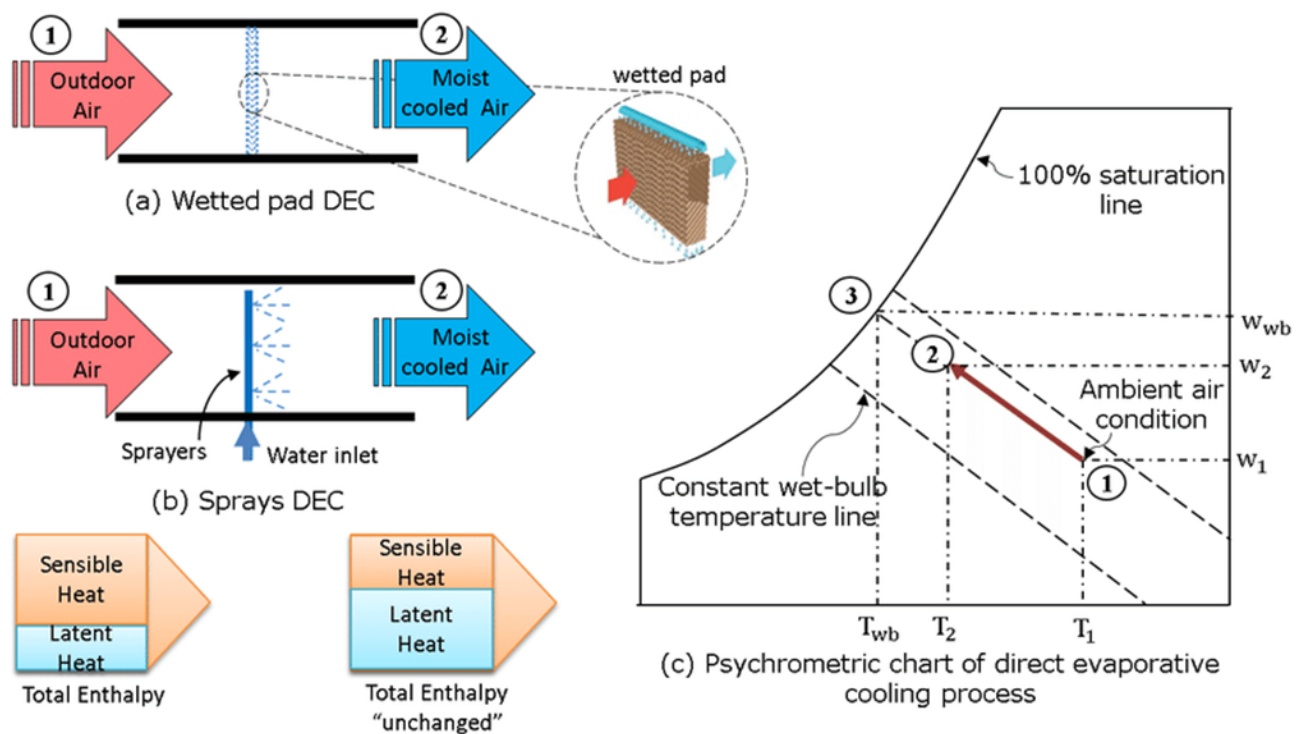 1
Outdoor
Air
2
Moist
cooled Air
wetted pad
(a) Wetted pad DEC
1
Outdoor
Air
2
Moist
cooled Air
Sprayers
Water inlet
(b) Sprays DEC
Sensible
Heat
Latent
Heat
Total Enthalpy
Sensible
Heat
Latent
Heat
Total Enthalpy
“unchanged”
100% saturation
line
3
2
Ambient air
condition
1
Constant wet-bulb
temperature line
w_wb
w_2
w_1
T_wb
T_2
T_1
(c) Psychrometric chart of direct evaporative
cooling process